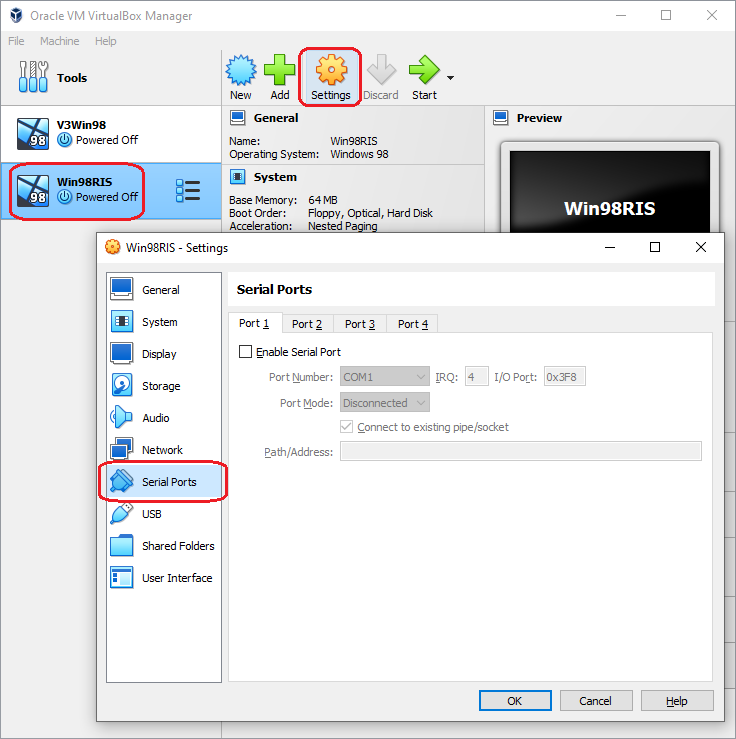 Oracle VM VirtualBox Manager
File Machine Help
Tools
New Add Settings Discard Start
V3Win98
Powered Off
98
Win98RIS
Powered Off
98
General
Name: Win98RIS
Operating System: Windows 98
System
Base Memory: 64 MB
Boot Order: Floppy, Optical, Hard Disk
Acceleration: Nested Paging
Preview
Win98RIS
Win98RIS - Settings
General
System
Display
Storage
Audio
Network
Serial Ports
USB
Shared Folders
User Interface
Serial Ports
Port 1 Port 2 Port 3 Port 4
Enable Serial Port
Port Number: COM1 IRQ: 4 I/O Port: 0x3F8
Port Mode: Disconnected
Connect to existing pipe/socket
Path/Address:
OK Cancel Help